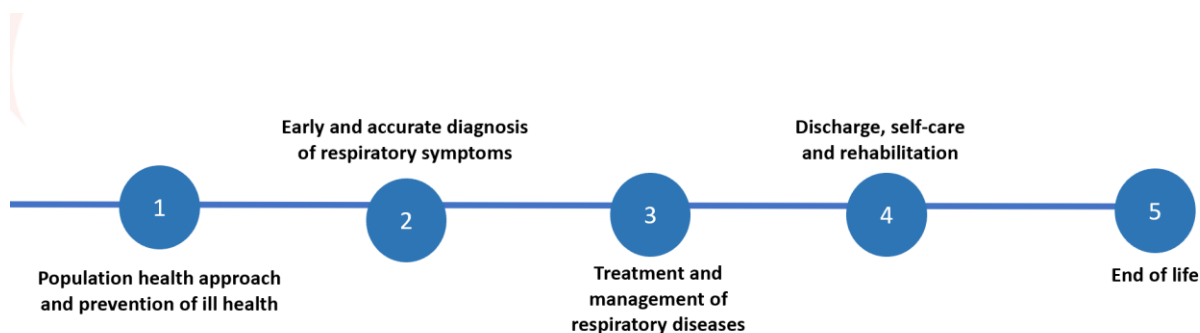 1
Population health approach
and prevention of ill health
Early and accurate diagnosis
of respiratory symptoms
2
3
Treatment and
management of
respiratory diseases
Discharge, self-care
and rehabilitation
4
5
End of life